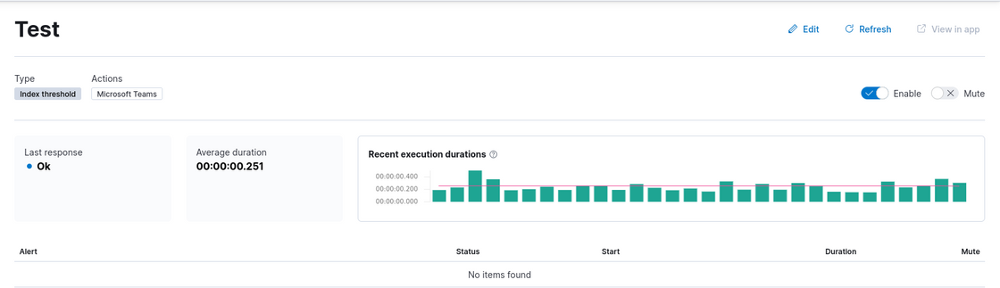 Test
Edit
Refresh
View in app
Type
Actions
Index threshold
Microsoft Teams
Enable
Mute
Last response
Ok
Average duration
00:00:00.251
Recent execution durations
00:00:00.400
00:00:00.200
00:00:00.000
Alert Status Start Duration Mute
No items found